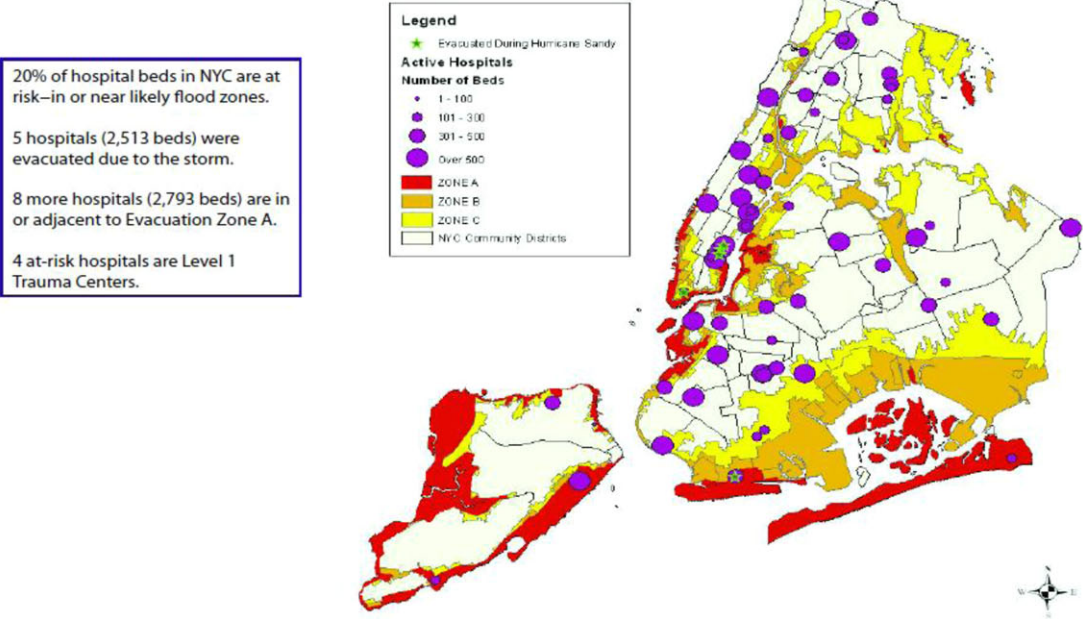 20% of hospital beds in NYC are at
risk–in or near likely flood zones.
5 hospitals (2,513 beds) were
evacuated due to the storm.
8 more hospitals (2,793 beds) are in
or adjacent to Evacuation Zone A.
4 at-risk hospitals are Level 1
Trauma Centers.
Legend
Evacuated During Hurricane Sandy
Active Hospitals
Number of Beds
1 - 100
101 - 300
301 - 500
Over 500
ZONE A
ZONE B
ZONE C
NYC Community Districts
N
W E
S